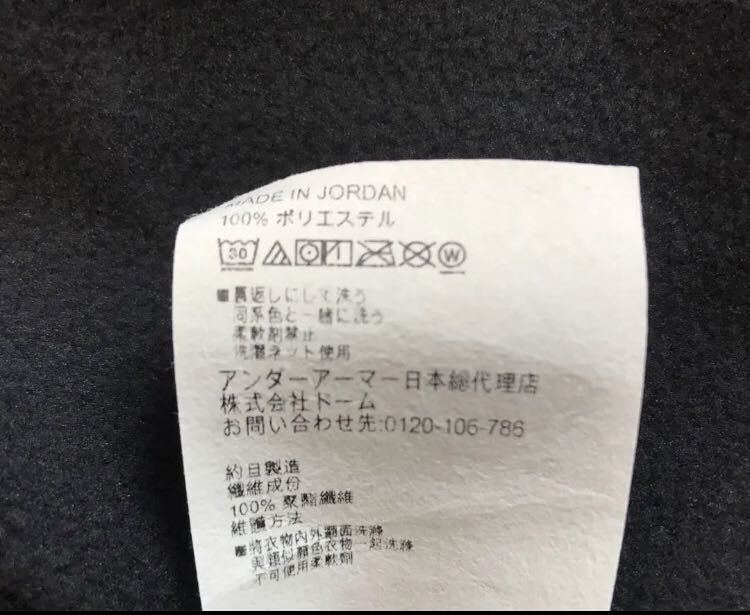 MADE IN JORDAN
100% ポリエステル
30 W
■裏返しにして洗う
同系色と一緒に洗う
柔軟剤禁止
洗濯ネット使用
アンダーアーマー日本総代理店
株式会社ドーム
お問い合わせ先:0120-106-786
約旦製造
纖維成份
100% 聚酯纖維
維護方法
■將衣物內外翻面洗滌
與類似顏色衣物一起洗滌
不可使用柔軟劑